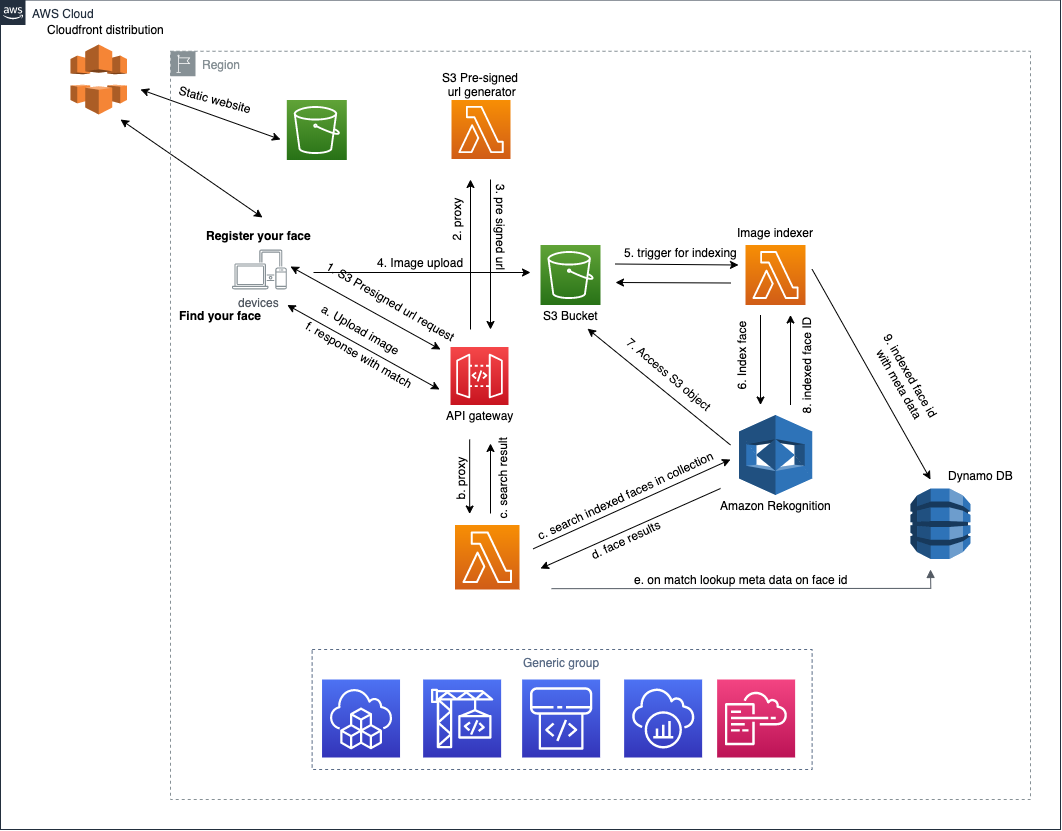 aws
AWS Cloud
Cloudfront distribution
Region
Static website
S3 Pre-signed
url generator
2. proxy
3. pre signed url
Register your face
devices
Find your face
4. Image upload
1. S3 Presigned url request
a. Upload image
f. response with match
S3 Bucket
5. trigger for indexing
Image indexer
6. Index face
8. indexed face ID
7. Access S3 object
9. indexed face id
with meta data
API gateway
b. proxy
c. search result
c. search indexed faces in collection
d. face results
Amazon Rekognition
Dynamo DB
e. on match lookup meta data on face id
Generic group